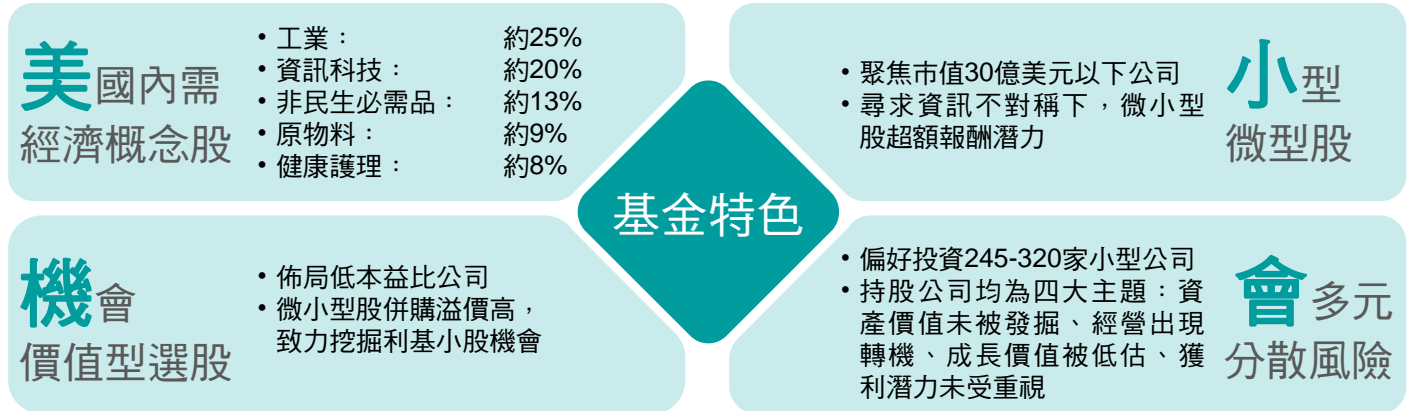 美國內需
經濟概念股
• 工業： 約25%
• 資訊科技： 約20%
• 非民生必需品： 約13%
• 原物料： 約9%
• 健康護理： 約8%
• 聚焦市值30億美元以下公司
• 尋求資訊不對稱下，微小型
股超額報酬潛力
小型
微型股
基金特色
機會
價值型選股
• 佈局低本益比公司
• 微小型股併購溢價高，
致力挖掘利基小股機會
• 偏好投資245-320家小型公司
• 持股公司均為四大主題：資
產價值未被發掘、經營出現
轉機、成長價值被低估、獲
利潛力未受重視
會多元
分散風險